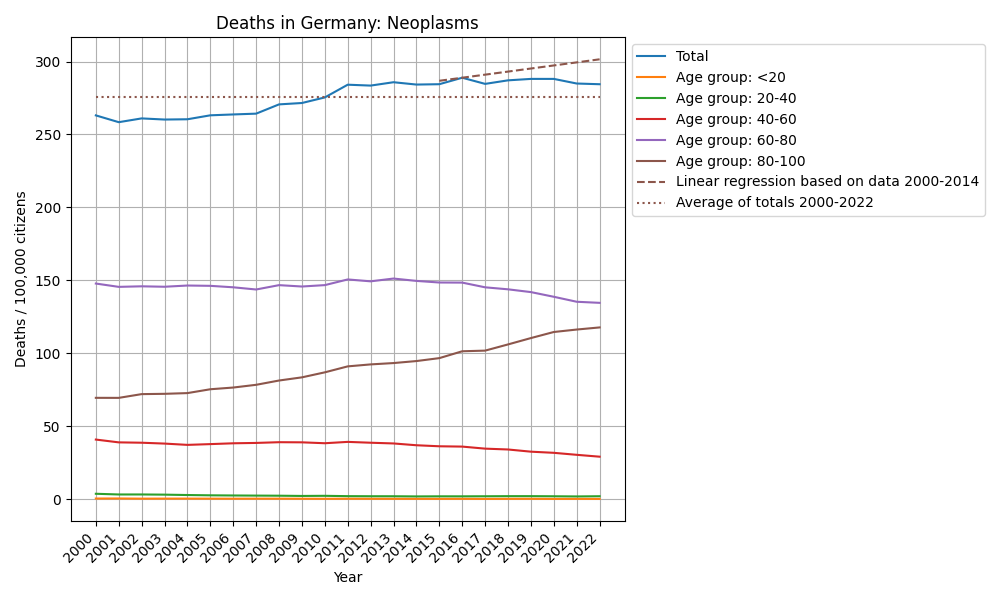 Deaths in Germany: Neoplasms
Deaths / 100,000 citizens
300
250
200
150
100
50
0
2000
2001
2002
2003
2004
2005
2006
2007
2008
2009
2010
2011
2012
2013
2014
2015
2016
2017
2018
2019
2020
2021
2022
Year
Total
Age group: <20
Age group: 20-40
Age group: 40-60
Age group: 60-80
Age group: 80-100
Linear regression based on data 2000-2014
Average of totals 2000-2022